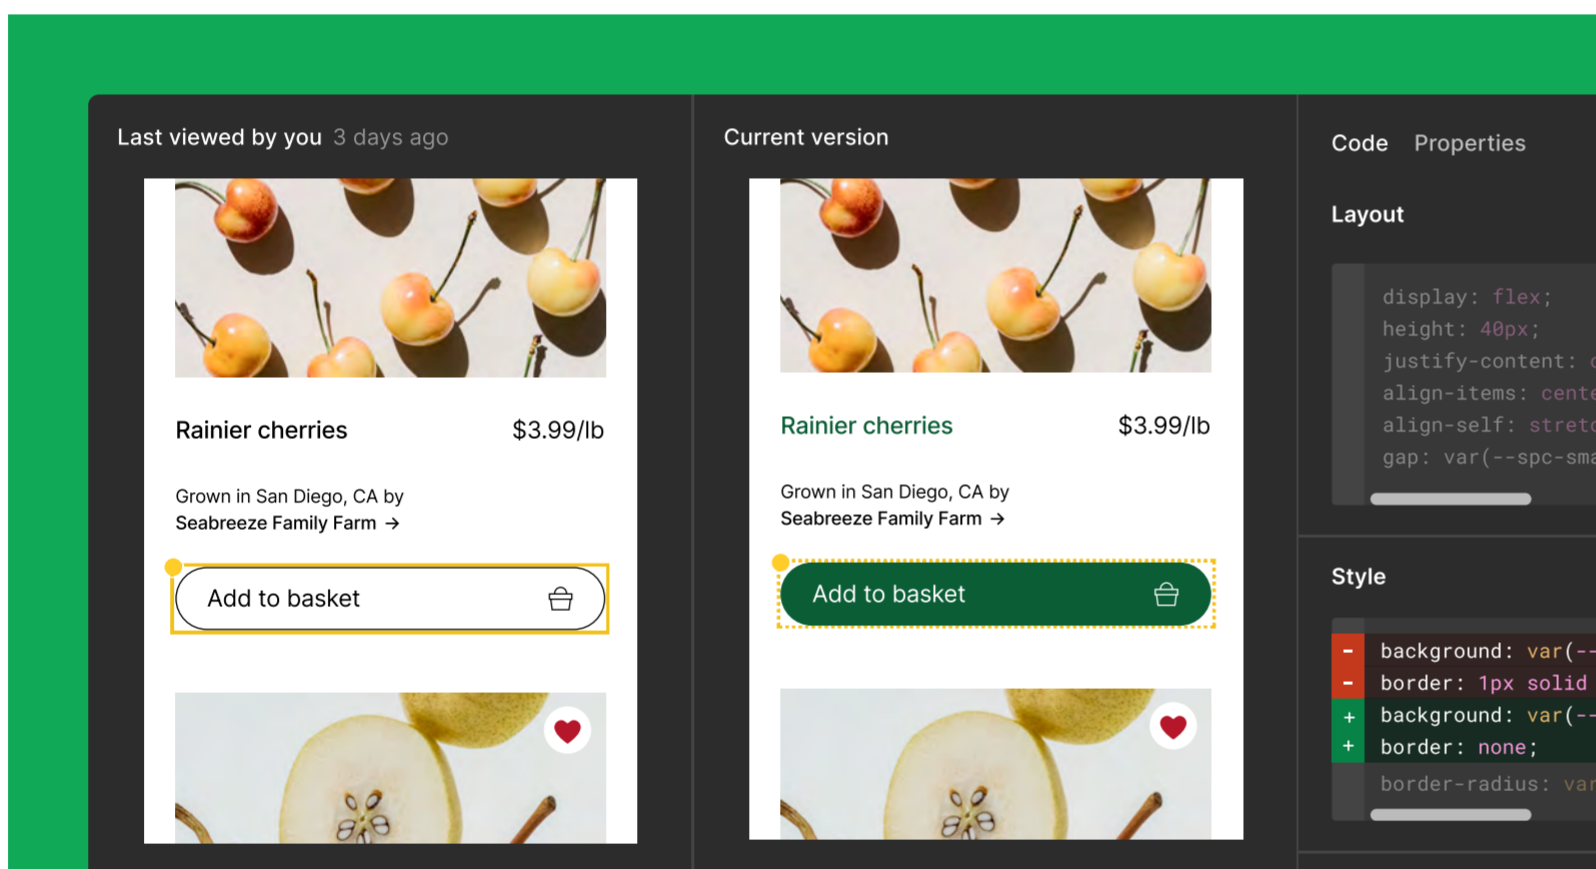 Last viewed by you 3 days ago
Rainier cherries $3.99/lb
Grown in San Diego, CA by
Seabreeze Family Farm →
Add to basket
Current version
Rainier cherries $3.99/lb
Grown in San Diego, CA by
Seabreeze Family Farm →
Add to basket
Code Properties
Layout
display: flex;
height: 40px;
justify-content:
align-items:
align-self:
gap:
Style
- background: var(--
- border: 1px solid
+ background: var(--
+ border: none;
border-radius: